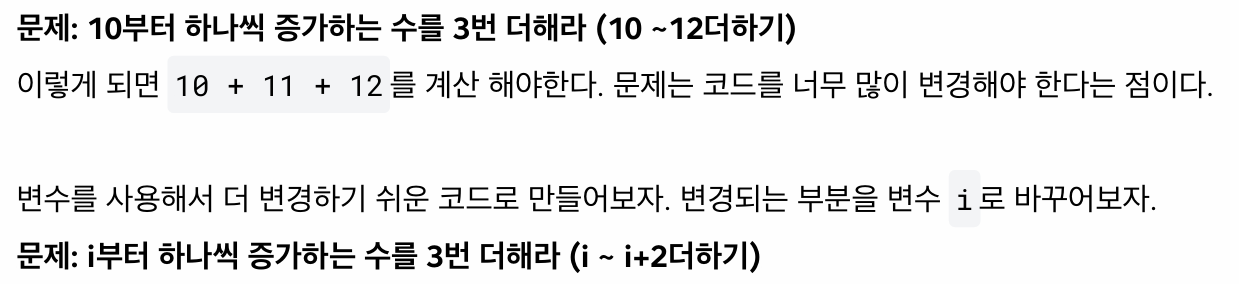 문제: 10부터 하나씩 증가하는 수를 3번 더해라 (10 ~12더하기)
이렇게 되면 10 + 11 + 12를 계산 해야한다. 문제는 코드를 너무 많이 변경해야 한다는 점이다.
변수를 사용해서 더 변경하기 쉬운 코드로 만들어보자. 변경되는 부분을 변수 i로 바꾸어보자.
문제: i부터 하나씩 증가하는 수를 3번 더해라 (i ~ i+2더하기)